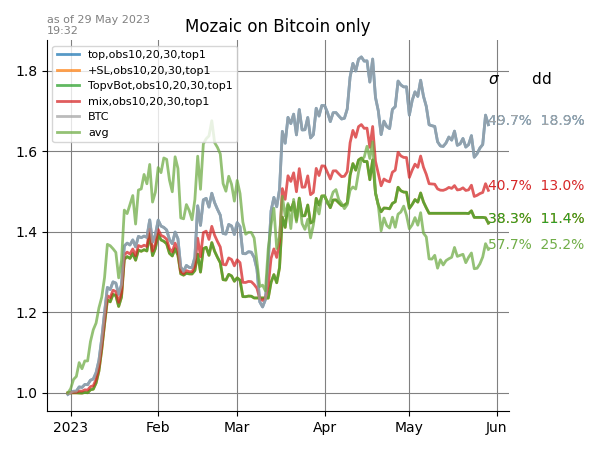 as of 29 May 2023
19:32
Mozaic on Bitcoin only
top,obs10,20,30,top1
+SL,obs10,20,30,top1
TopvBot,obs10,20,30,top1
mix,obs10,20,30,top1
BTC
avg
σ dd
49.7% 18.9%
40.7% 13.0%
38.3% 11.4%
57.7% 25.2%
1.8
1.6
1.4
1.2
1.0
2023 Feb Mar Apr May Jun